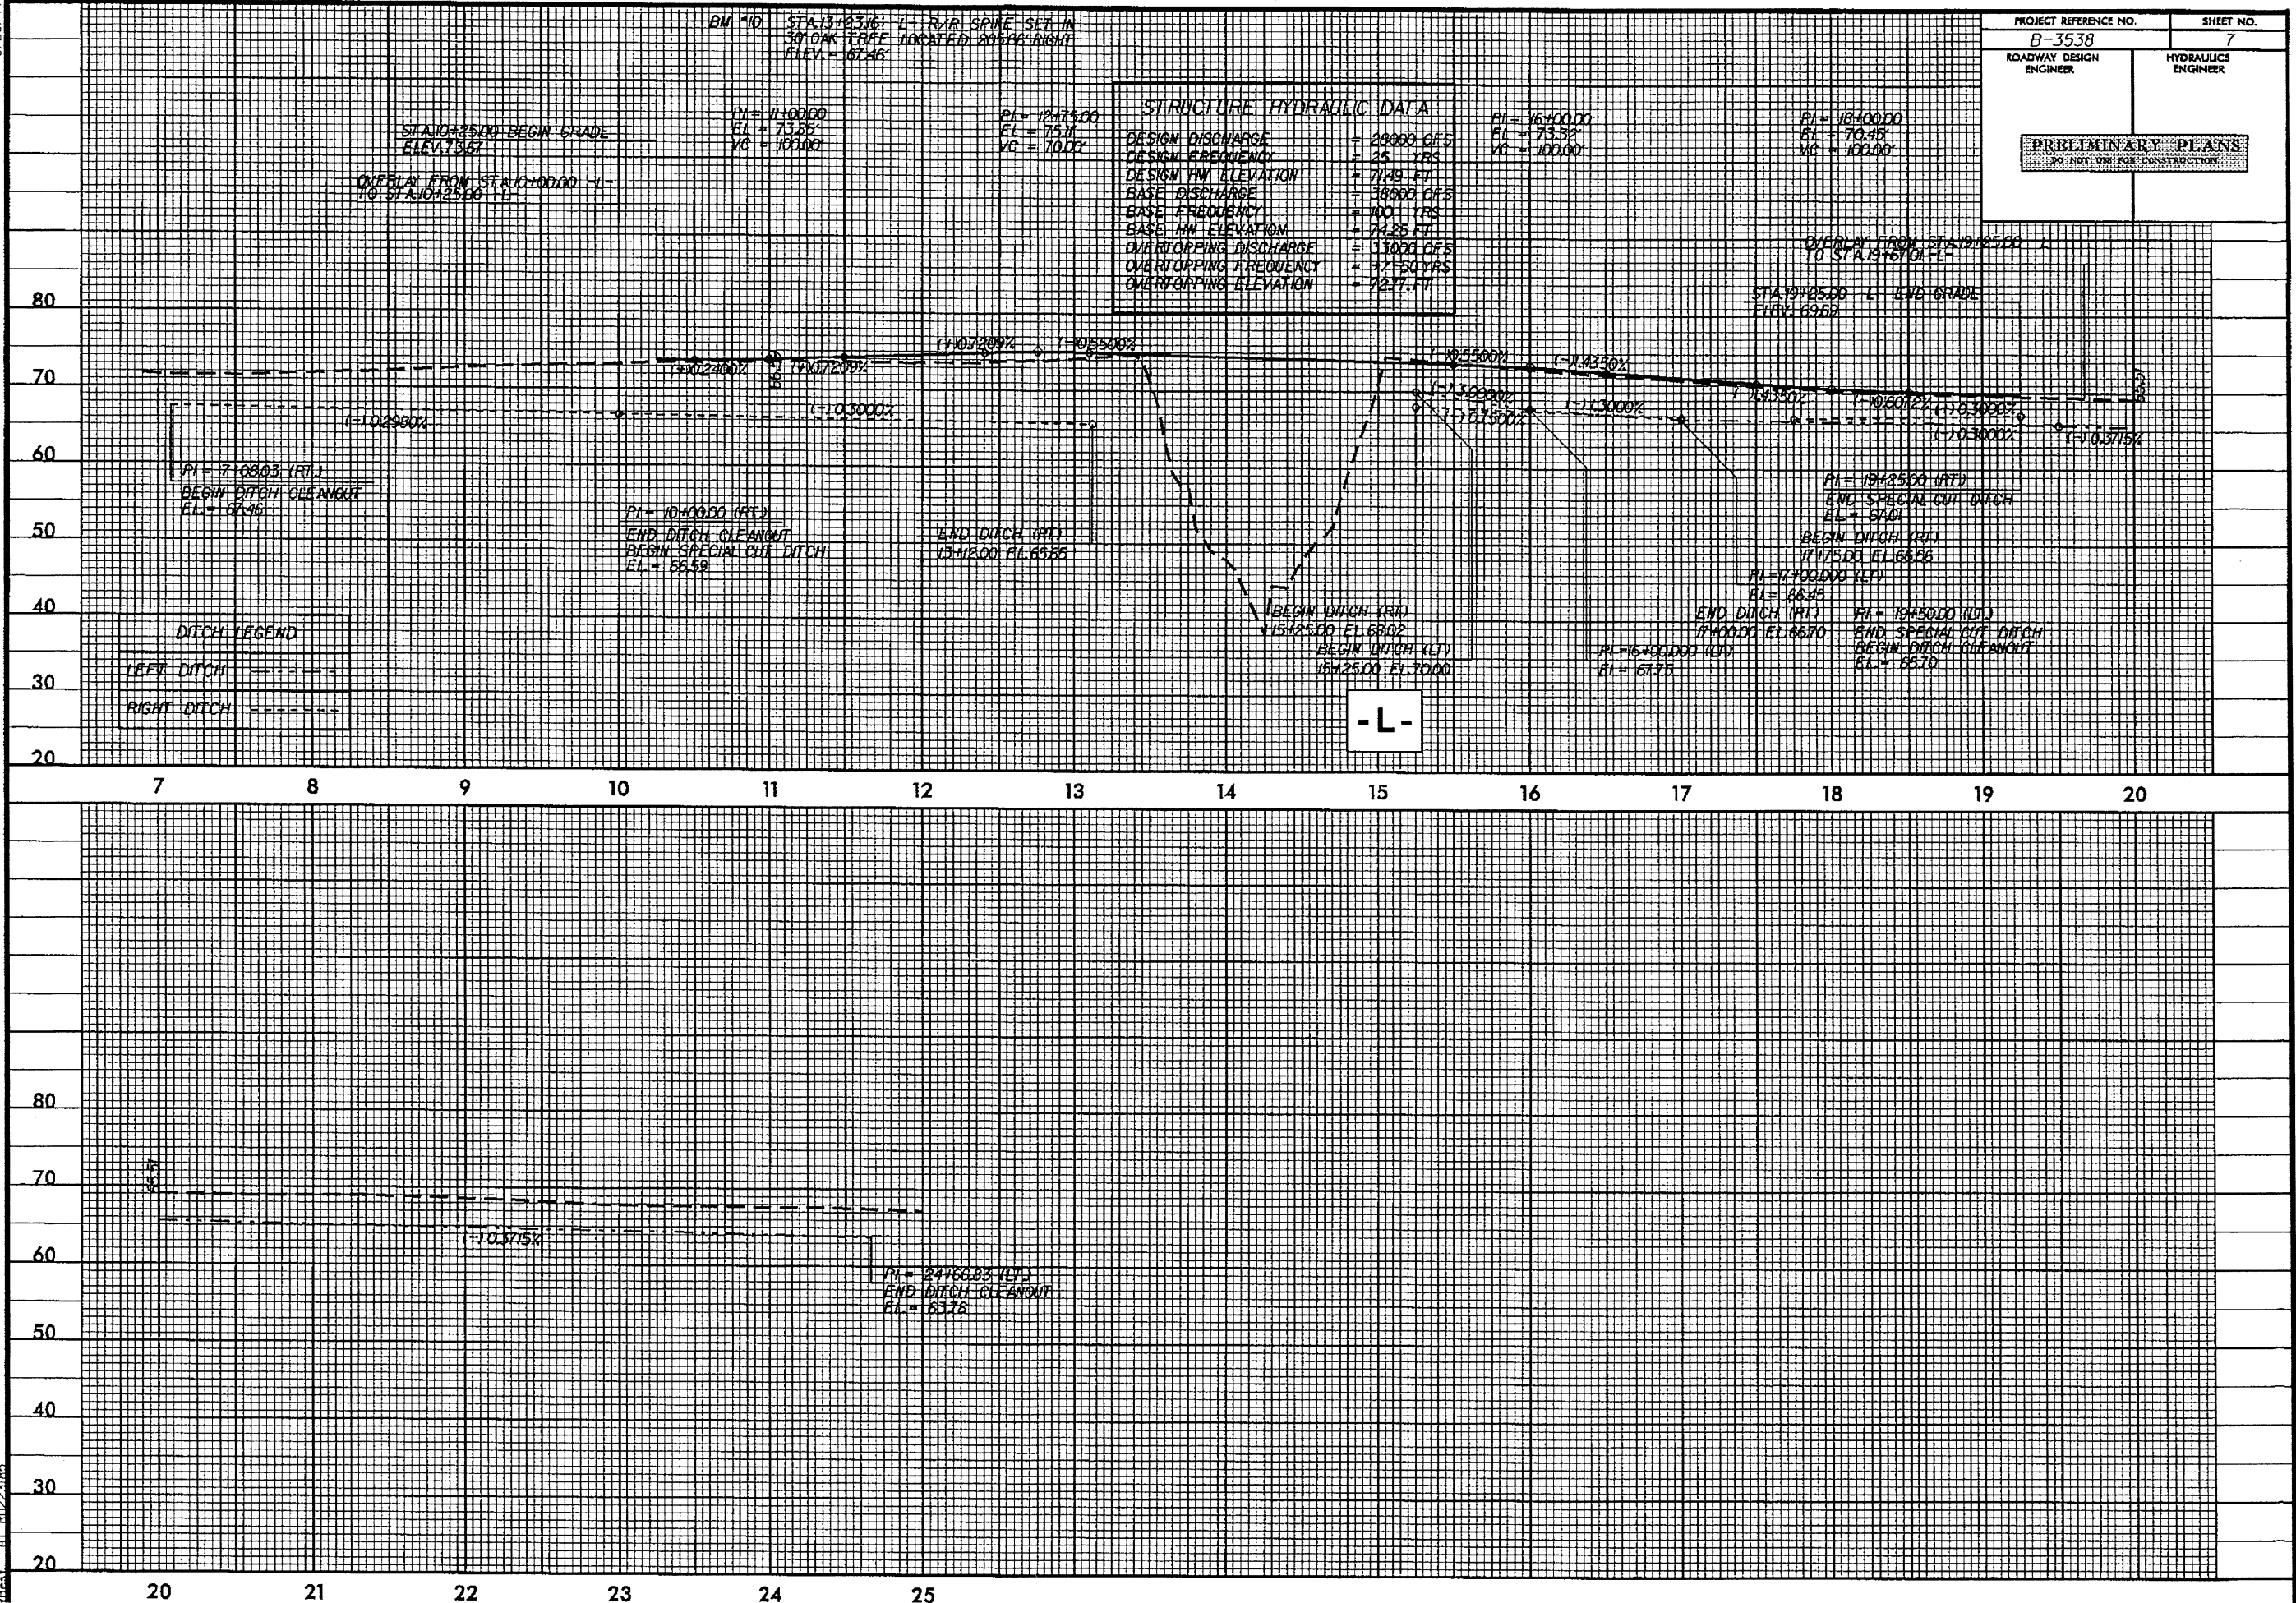 PROJECT REFERENCE NO.
SHEET NO.
B-3538
7
ROADWAY DESIGN
ENGINEER
HYDRAULICS
ENGINEER
PRELIMINARY PLANS
DO NOT USE FOR CONSTRUCTION
BM #10 STA.13+23.16 -L- R/R SPIKE SET IN
30" OAK TREE LOCATED 205.66' RIGHT
ELEV.= 67.46'
STA.10+25.00 BEGIN GRADE
ELEV.73.67
OVERLAY FROM STA.10+00.00 -L-
TO STA.10+25.00 -L-
PI = 11+00.00
EL = 73.85'
VC = 100.00'
PI = 12+75.00
EL = 75.11'
VC = 70.00'
STRUCTURE HYDRAULIC DATA
DESIGN DISCHARGE = 28000 CFS
DESIGN FREQUENCY = 25 YRS
DESIGN HW ELEVATION = 71.49 FT
BASE DISCHARGE = 38000 CFS
BASE FREQUENCY = 100 YRS
BASE HW ELEVATION = 74.25 FT
OVERTOPPING DISCHARGE = 33000 CFS
OVERTOPPING FREQUENCY YRS
OVERTOPPING ELEVATION = 72.77 FT
PI = 16+00.00
EL = 73.32'
VC = 100.00'
PI = 18+00.00
EL = 70.45'
VC = 100.00'
OVERLAY FROM STA.19+25.00 -L-
TO STA.19+67.01 -L-
STA.19+25.00 -L- END GRADE
ELEV. 69.69
80
70
60
50
40
30
20
(+)0.2400%
(+)0.7209%
(+)0.7209%
(-)0.5500%
(-)0.5500%
(-)1.4350%
(-)1.4350%
(-)0.6072%
(-)0.3000%
(-)0.3000%
(-)0.3715%
(-)0.2980%
(-)0.3000%
(-)3.0000%
(-)0.7500%
(-)1.3000%
PI = 7+08.03 (RT.)
BEGIN DITCH CLEANOUT
EL.= 67.46
PI = 10+00.00 (RT.)
END DITCH CLEANOUT
BEGIN SPECIAL CUT DITCH
EL.= 66.59
END DITCH (RT)
13+12.00 EL.65.65
BEGIN DITCH (RT)
15+25.00 EL.68.02
BEGIN DITCH (LT)
15+25.00 EL.70.00
PI =16+00.000 (LT)
El = 67.75
PI = 19+25.00 (RT)
END SPECIAL CUT DITCH
EL.= 67.01
BEGIN DITCH (RT)
17+75.00 EL.66.56
PI =17+00.000 (LT)
El = 66.45
END DITCH (RT)
17+00.00 EL.66.70
PI = 19+50.00 (LT.)
END SPECIAL CUT DITCH
BEGIN DITCH CLEANOUT
EL.= 65.70
DITCH LEGEND
LEFT DITCH
RIGHT DITCH
-L-
7 8 9 10 11 12 13 14 15 16 17 18 19 20
80
70
60
50
40
30
20
(-)0.3715%
PI = 24+66.83 (LT.)
END DITCH CLEANOUT
EL.= 63.78
20 21 22 23 24 25